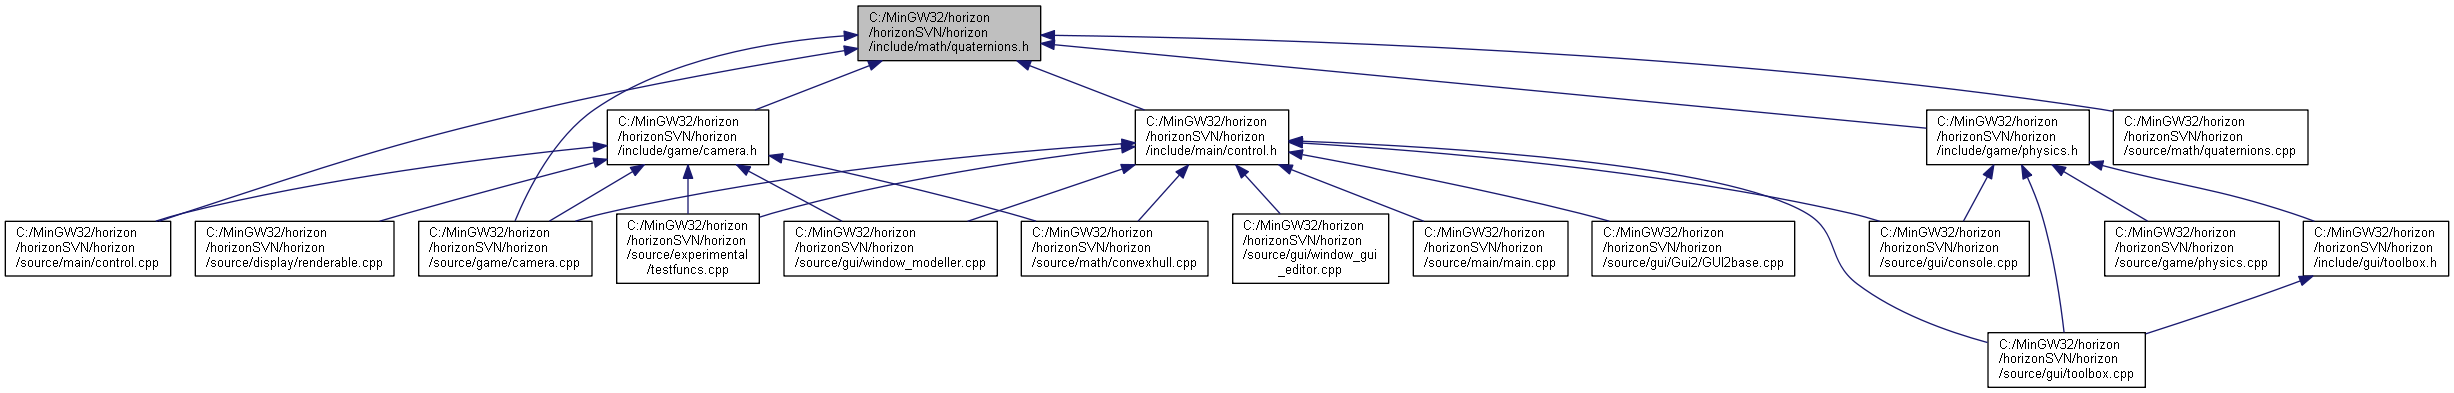 C:/MinGW32/horizon
/horizonSVN/horizon
/include/math/quaternions.h
C:/MinGW32/horizon
/horizonSVN/horizon
/include/game/camera.h
C:/MinGW32/horizon
/horizonSVN/horizon
/include/main/control.h
C:/MinGW32/horizon
/horizonSVN/horizon
/include/game/physics.h
C:/MinGW32/horizon
/horizonSVN/horizon
/source/math/quaternions.cpp
C:/MinGW32/horizon
/horizonSVN/horizon
/source/main/control.cpp
C:/MinGW32/horizon
/horizonSVN/horizon
/source/display/renderable.cpp
C:/MinGW32/horizon
/horizonSVN/horizon
/source/game/camera.cpp
C:/MinGW32/horizon
/horizonSVN/horizon
/source/experimental
/testfuncs.cpp
C:/MinGW32/horizon
/horizonSVN/horizon
/source/gui/window_modeller.cpp
C:/MinGW32/horizon
/horizonSVN/horizon
/source/math/convexhull.cpp
C:/MinGW32/horizon
/horizonSVN/horizon
/source/gui/window_gui
_editor.cpp
C:/MinGW32/horizon
/horizonSVN/horizon
/source/main/main.cpp
C:/MinGW32/horizon
/horizonSVN/horizon
/source/gui/Gui2/GUI2base.cpp
C:/MinGW32/horizon
/horizonSVN/horizon
/source/gui/console.cpp
C:/MinGW32/horizon
/horizonSVN/horizon
/source/game/physics.cpp
C:/MinGW32/horizon
/horizonSVN/horizon
/include/gui/toolbox.h
C:/MinGW32/horizon
/horizonSVN/horizon
/source/gui/toolbox.cpp